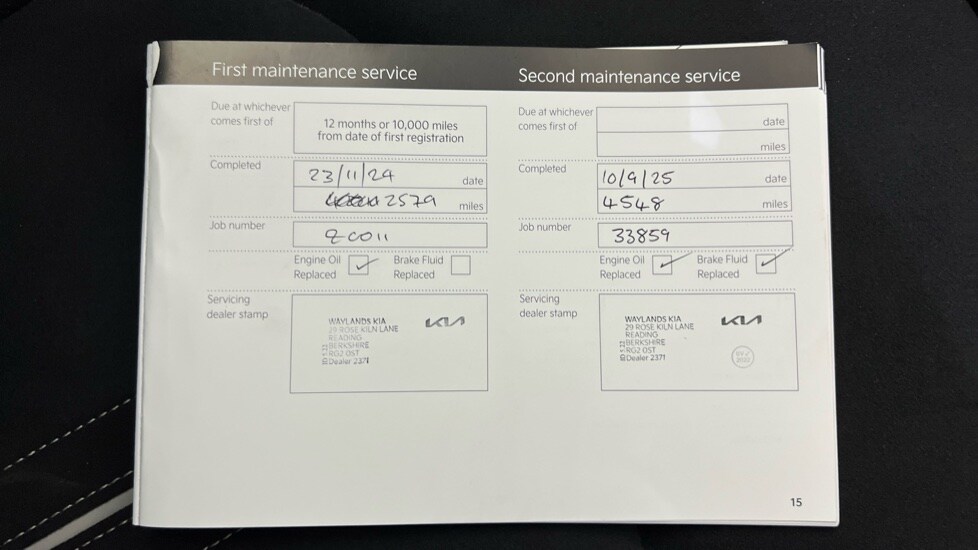 First maintenance service
Due at whichever
comes first of
12 months or 10,000 miles
from date of first registration
Completed
23/11/24 date
2579 miles
Job number
Engine Oil
Replaced
Brake Fluid
Replaced
Servicing
dealer stamp
WAYLANDS KIA
29 ROSE KILN LANE
READING
BERKSHIRE
RG2 0ST
Dealer 2371
KIA
Second maintenance service
Due at whichever
comes first of
date
miles
Completed
10/9/25 date
4548 miles
Job number
33859
Engine Oil
Replaced
Brake Fluid
Replaced
Servicing
dealer stamp
WAYLANDS KIA
29 ROSE KILN LANE
READING
BERKSHIRE
RG2 0ST
Dealer 2371
KIA
15